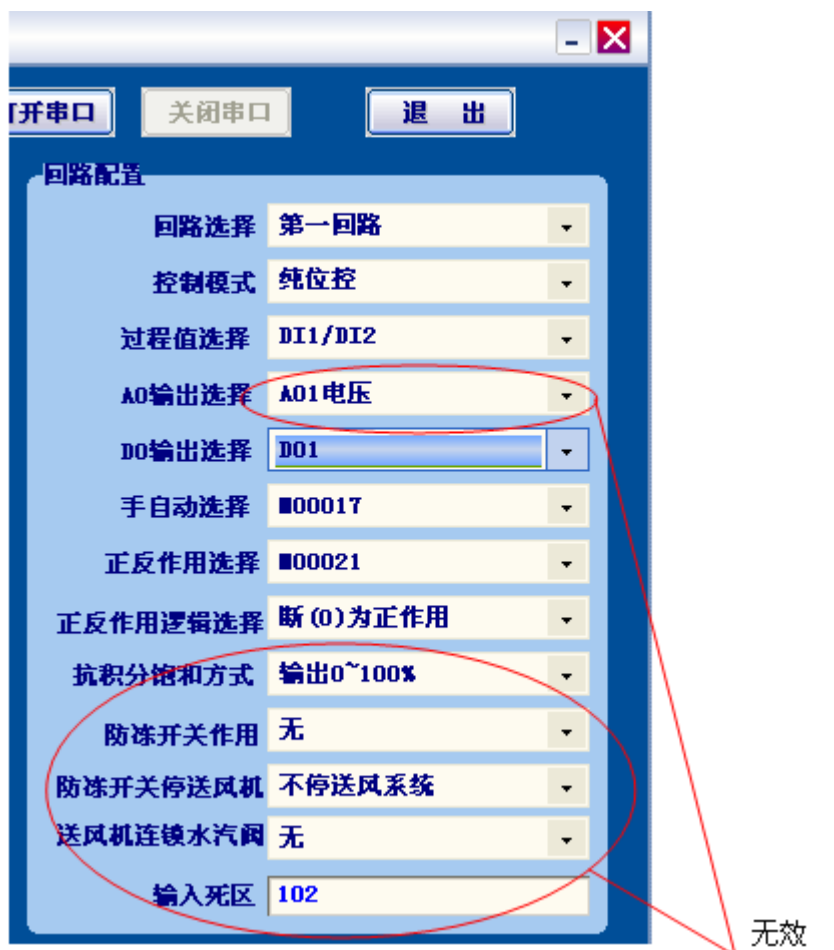 打开串口 关闭串口 退 出
回路配置
回路选择 第一回路
控制模式 纯位控
过程值选择 DI1/DI2
AO输出选择 AO1电压
DO输出选择 DO1
手自动选择 M00017
正反作用选择 M00021
正反作用逻辑选择 断(0)为正作用
抗积分饱和方式 输出0~100%
防冻开关作用 无
防冻开关停送风机 不停送风系统
送风机连锁水汽阀 无
输入死区 102
无效